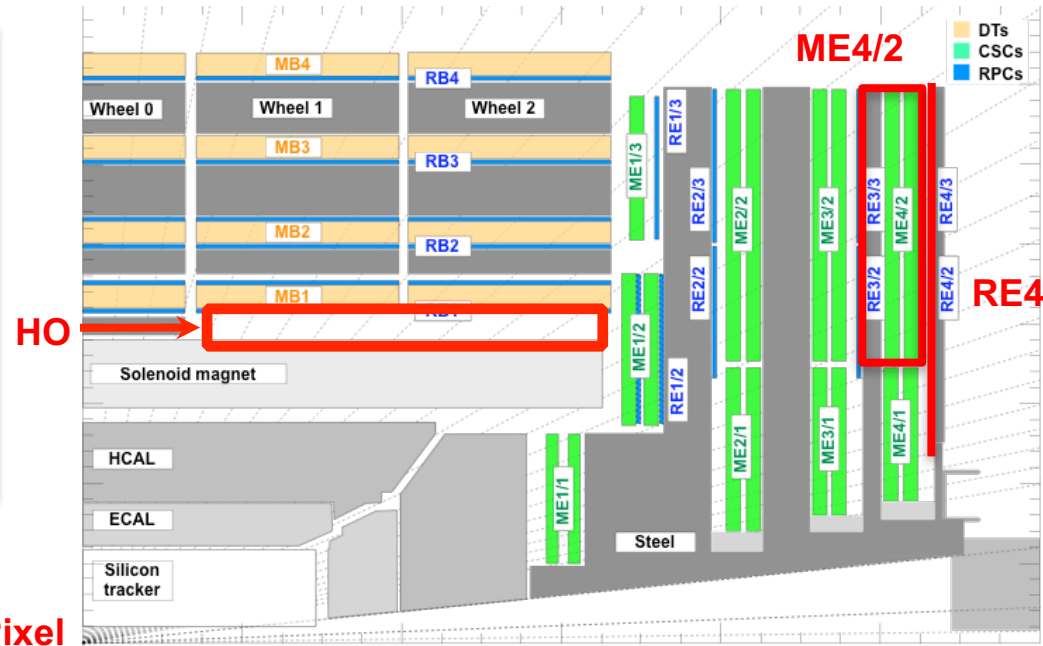 ME4/2
DTs
CSCs
RPCs
MB4
RB4
Wheel 0
Wheel 1
Wheel 2
MB3
RB3
MB2
RB2
MB1
HO
Solenoid magnet
HCAL
ECAL
Silicon
tracker
Steel
ME1/3
RE1/3
ME1/2
RE1/2
ME1/1
RE2/3
RE2/2
ME2/2
ME2/1
ME3/2
ME3/1
RE3/3
RE3/2
ME4/2
ME4/1
RE4/3
RE4/2
RE4